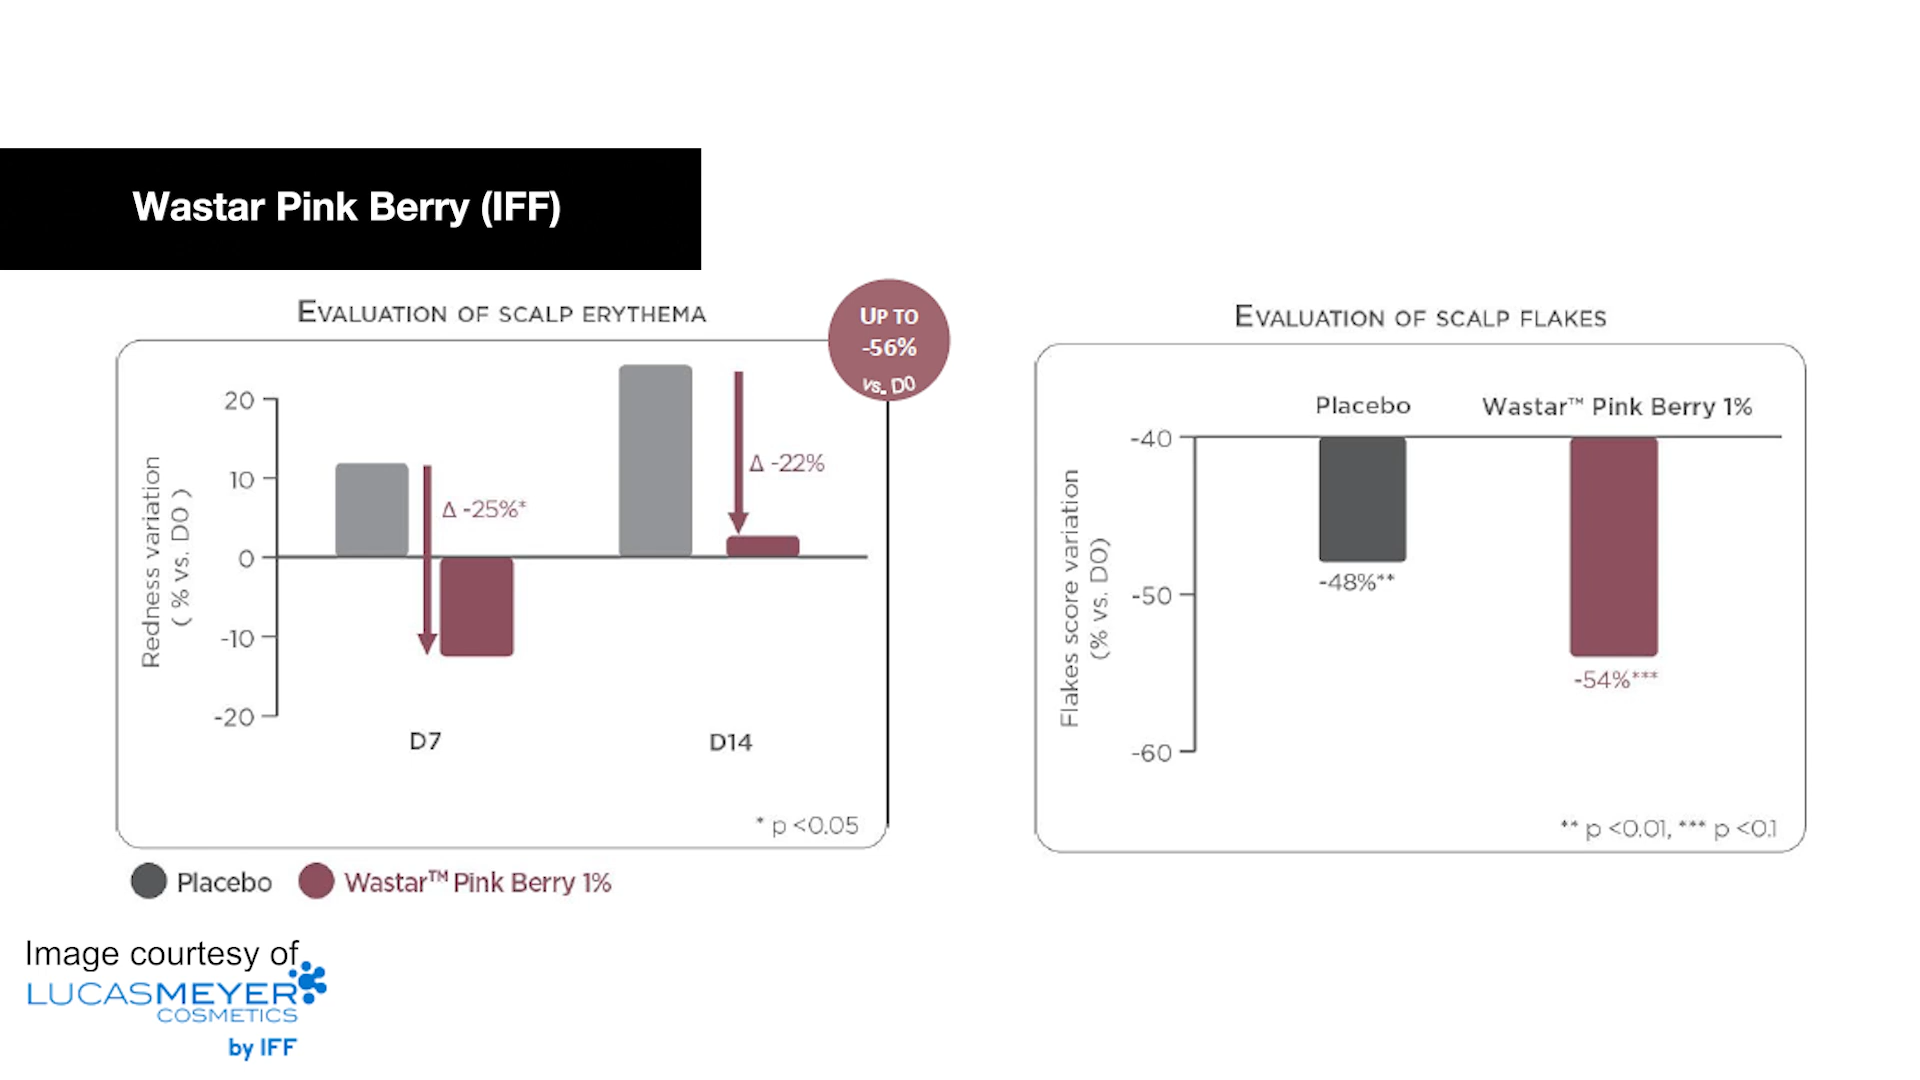 Wastar Pink Berry (IFF)
EVALUATION OF SCALP ERYTHEMA
UP TO
-56%
vs. D0
Redness variation
( % vs. D0 )
20
10
0
-10
-20
Δ -25%*
Δ -22%
D7
D14
* p <0.05
Placebo
Wastar™ Pink Berry 1%
EVALUATION OF SCALP FLAKES
Placebo
Wastar™ Pink Berry 1%
Flakes score variation
(% vs. D0)
-40
-50
-60
-48%**
-54%***
** p <0.01, *** p <0.1
Image courtesy of
LUCASMEYER
COSMETICS
by IFF